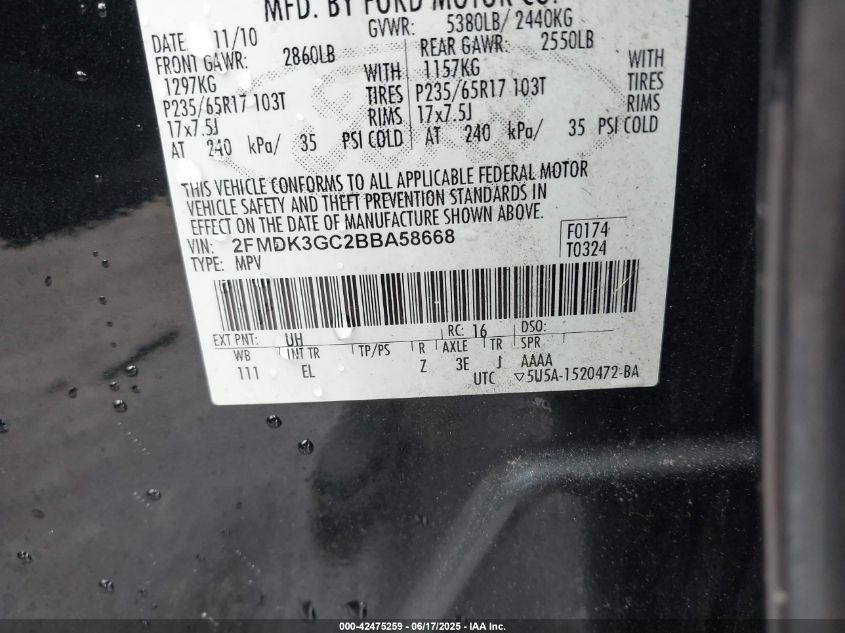 MFD. BY FORD MOTOR CO.
DATE: 11/10 GVWR: 5380LB/ 2440KG
FRONT GAWR: 2860LB REAR GAWR: 2550LB
1297KG WITH 1157KG WITH
P235/65R17 103T TIRES P235/65R17 103T TIRES
17x7.5J RIMS 17x7.5J RIMS
AT 240 kPa/ 35 PSI COLD AT 240 kPa/ 35 PSI COLD
THIS VEHICLE CONFORMS TO ALL APPLICABLE FEDERAL MOTOR
VEHICLE SAFETY AND THEFT PREVENTION STANDARDS IN
EFFECT ON THE DATE OF MANUFACTURE SHOWN ABOVE.
VIN: 2FMDK3GC2BBA58668 F0174
TYPE: MPV T0324
EXT PNT: UH RC: 16 DSO:
WB INT TR TP/PS R AXLE TR SPR
111 EL Z 3E J AAAA
UTC ▽5U5A-1520472-BA
000-42475259 - 06/17/2025 - IAA Inc.